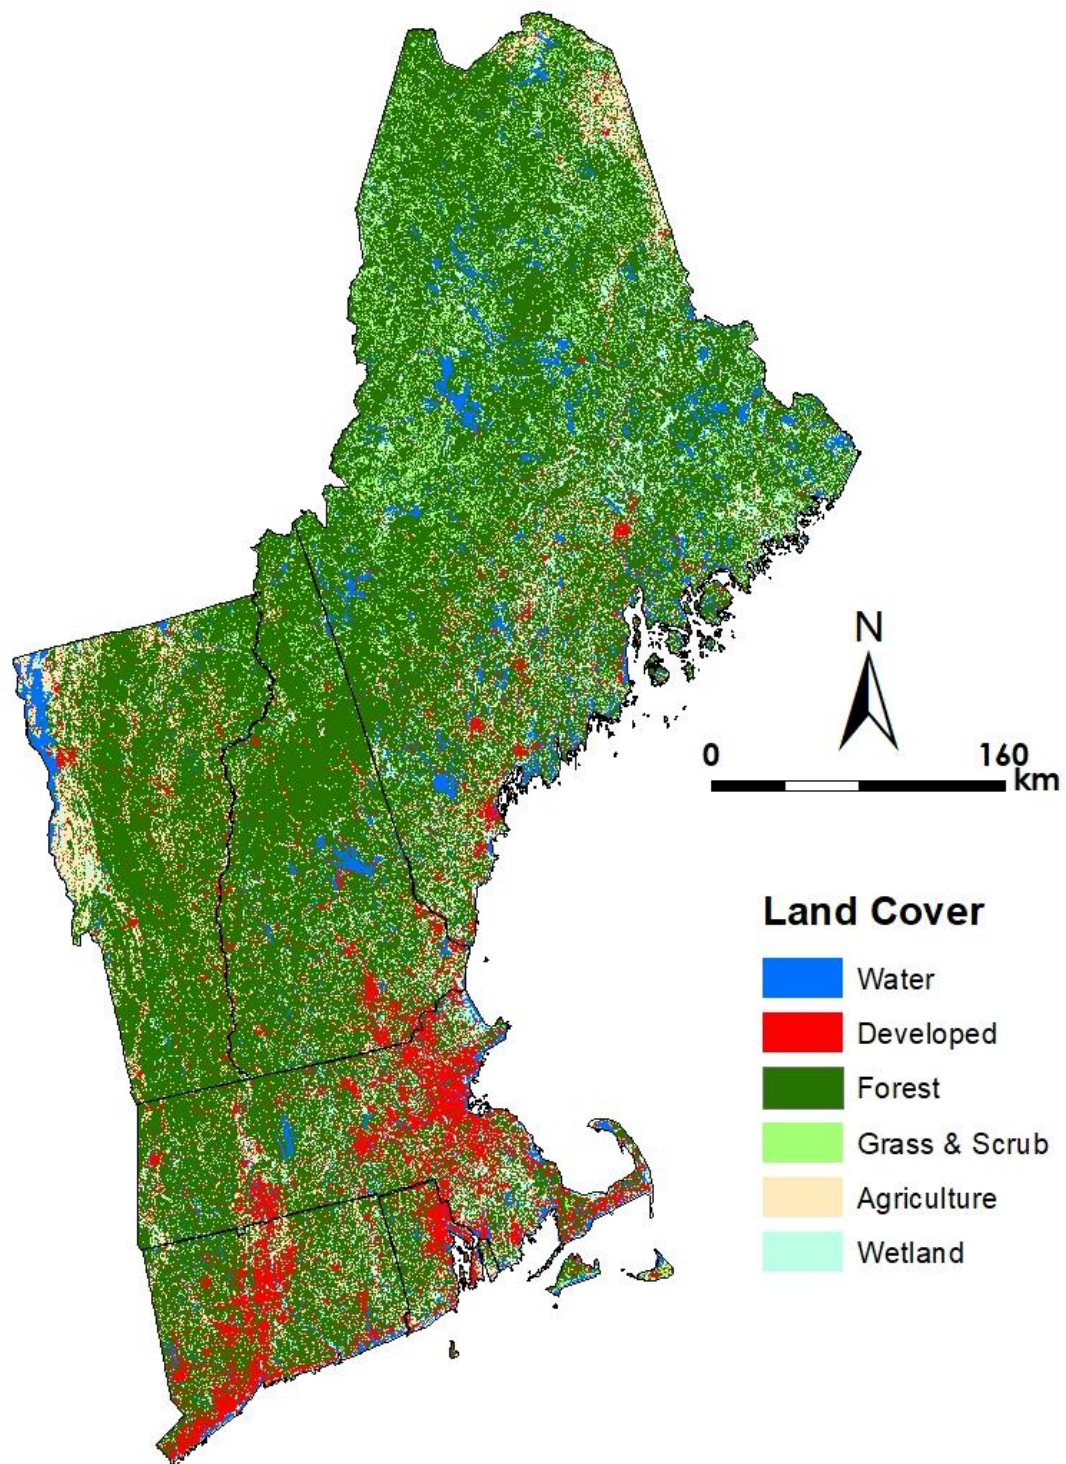 N
0 160
km
Land Cover
Water
Developed
Forest
Grass & Scrub
Agriculture
Wetland